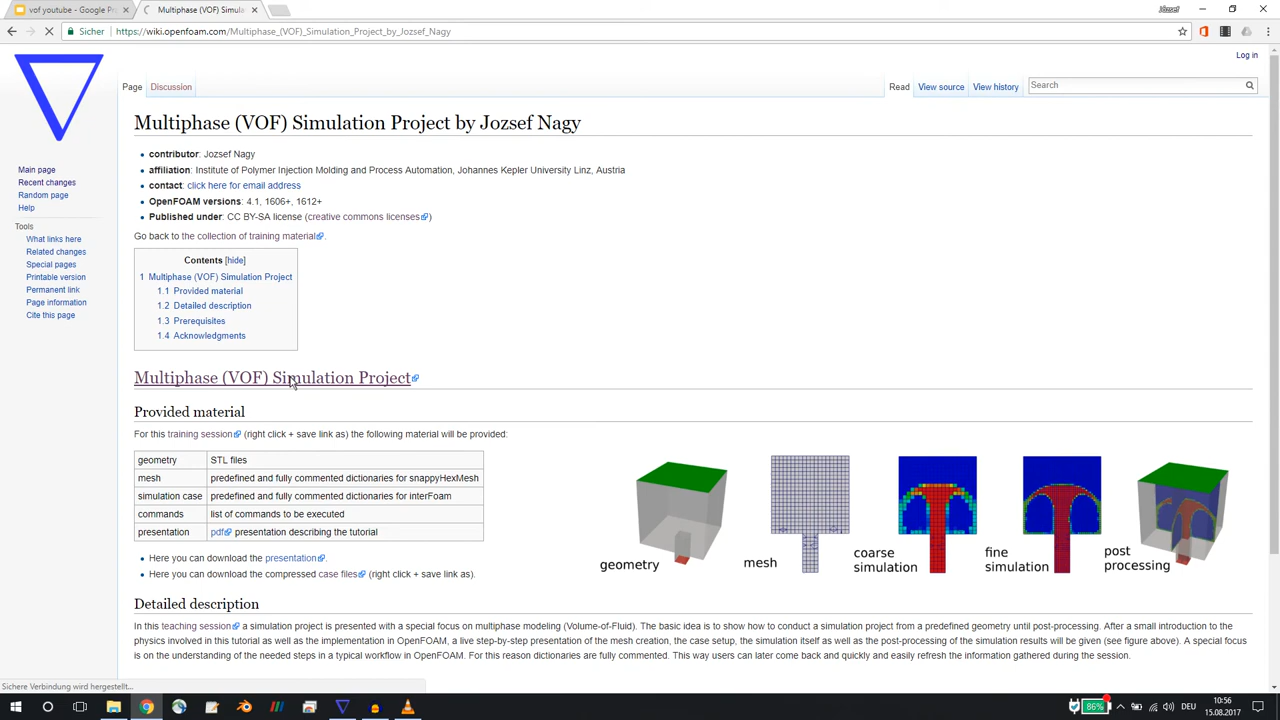 vof youtube - Google Pr
Multiphase (VOF) Simula
József
Sicher
https://wiki.openfoam.com/Multiphase_(VOF)_Simulation_Project_by_Jozsef_Nagy
Log in
Page
Discussion
Read
View source
View history
Search
Multiphase (VOF) Simulation Project by Jozsef Nagy
contributor: Jozsef Nagy
affiliation: Institute of Polymer Injection Molding and Process Automation, Johannes Kepler University Linz, Austria
contact: click here for email address
OpenFOAM versions: 4.1, 1606+, 1612+
Published under: CC BY-SA license (creative commons licenses)
Go back to the collection of training material.
Main page
Recent changes
Random page
Help
Tools
What links here
Related changes
Special pages
Printable version
Permanent link
Page information
Cite this page
Contents [hide]
1 Multiphase (VOF) Simulation Project
1.1 Provided material
1.2 Detailed description
1.3 Prerequisites
1.4 Acknowledgments
Multiphase (VOF) Simulation Project
Provided material
For this training session (right click + save link as) the following material will be provided:
geometry STL files
mesh predefined and fully commented dictionaries for snappyHexMesh
simulation case predefined and fully commented dictionaries for interFoam
commands list of commands to be executed
presentation pdf presentation describing the tutorial
Here you can download the presentation.
Here you can download the compressed case files (right click + save link as).
geometry
mesh
coarse
simulation
fine
simulation
post
processing
Detailed description
In this teaching session a simulation project is presented with a special focus on multiphase modeling (Volume-of-Fluid). The basic idea is to show how to conduct a simulation project from a predefined geometry until post-processing. After a small introduction to the
physics involved in this tutorial as well as the implementation in OpenFOAM, a live step-by-step presentation of the mesh creation, the case setup, the simulation itself as well as the post-processing of the simulation results will be given (see figure above). A special focus
is on the understanding of the needed steps in a typical workflow in OpenFOAM. For this reason dictionaries are fully commented. This way users can later come back and quickly and easily refresh the information gathered during the session.
Sichere Verbindung wird hergestellt...
86%
DEU
10:56
15.08.2017